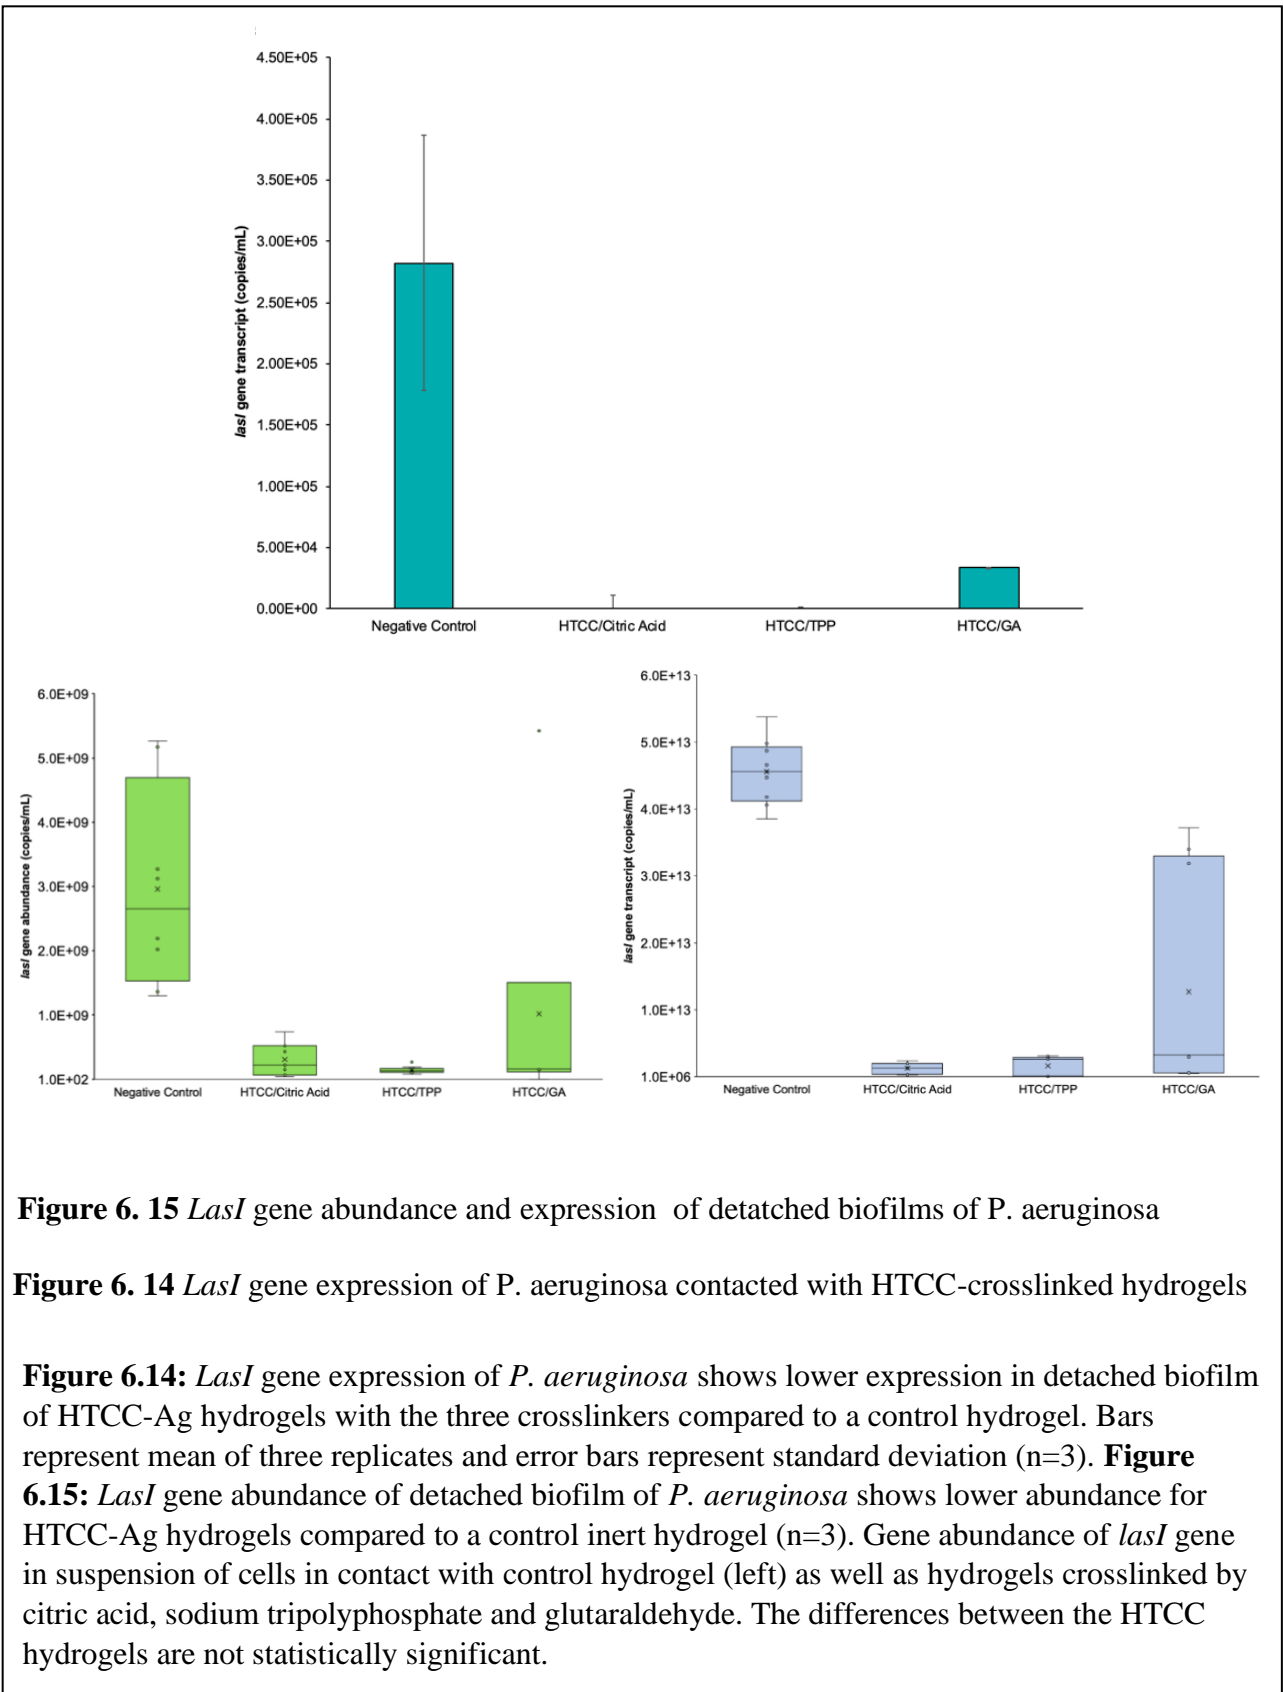 4.50E+05
4.00E+05
3.50E+05
3.00E+05
2.50E+05
2.00E+05
1.50E+05
1.00E+05
5.00E+04
0.00E+00
lasI gene transcript (copies/mL)
Negative Control HTCC/Citric Acid HTCC/TPP HTCC/GA
6.0E+09
5.0E+09
4.0E+09
3.0E+09
2.0E+09
1.0E+09
1.0E+02
lasI gene abundance (copies/mL)
Negative Control HTCC/Citric Acid HTCC/TPP HTCC/GA
6.0E+13
5.0E+13
4.0E+13
3.0E+13
2.0E+13
1.0E+13
1.0E+06
lasI gene transcript (copies/mL)
Negative Control HTCC/Citric Acid HTCC/TPP HTCC/GA
Figure 6. 15 LasI gene abundance and expression of detatched biofilms of P. aeruginosa
Figure 6. 14 LasI gene expression of P. aeruginosa contacted with HTCC-crosslinked hydrogels
Figure 6.14: LasI gene expression of P. aeruginosa shows lower expression in detached biofilm
of HTCC-Ag hydrogels with the three crosslinkers compared to a control hydrogel. Bars
represent mean of three replicates and error bars represent standard deviation (n=3). Figure
6.15: LasI gene abundance of detached biofilm of P. aeruginosa shows lower abundance for
HTCC-Ag hydrogels compared to a control inert hydrogel (n=3). Gene abundance of lasI gene
in suspension of cells in contact with control hydrogel (left) as well as hydrogels crosslinked by
citric acid, sodium tripolyphosphate and glutaraldehyde. The differences between the HTCC
hydrogels are not statistically significant.